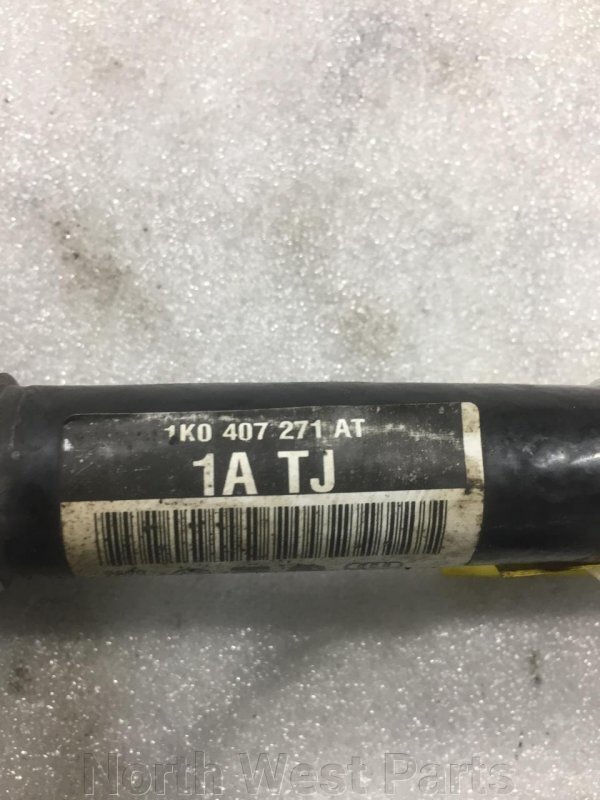 1K0 407 271 AT
1A TJ
North West Parts